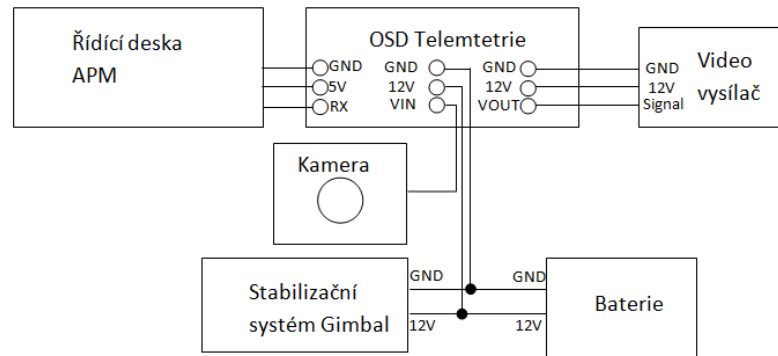 Řídící deska
APM
OSD Telemtetrie
GND
5V
RX
GND
12V
VIN
GND
12V
VOUT
GND
12V
Signal
Video
vysílač
Kamera
Stabilizační
systém Gimbal
GND
12V
GND
12V
Baterie